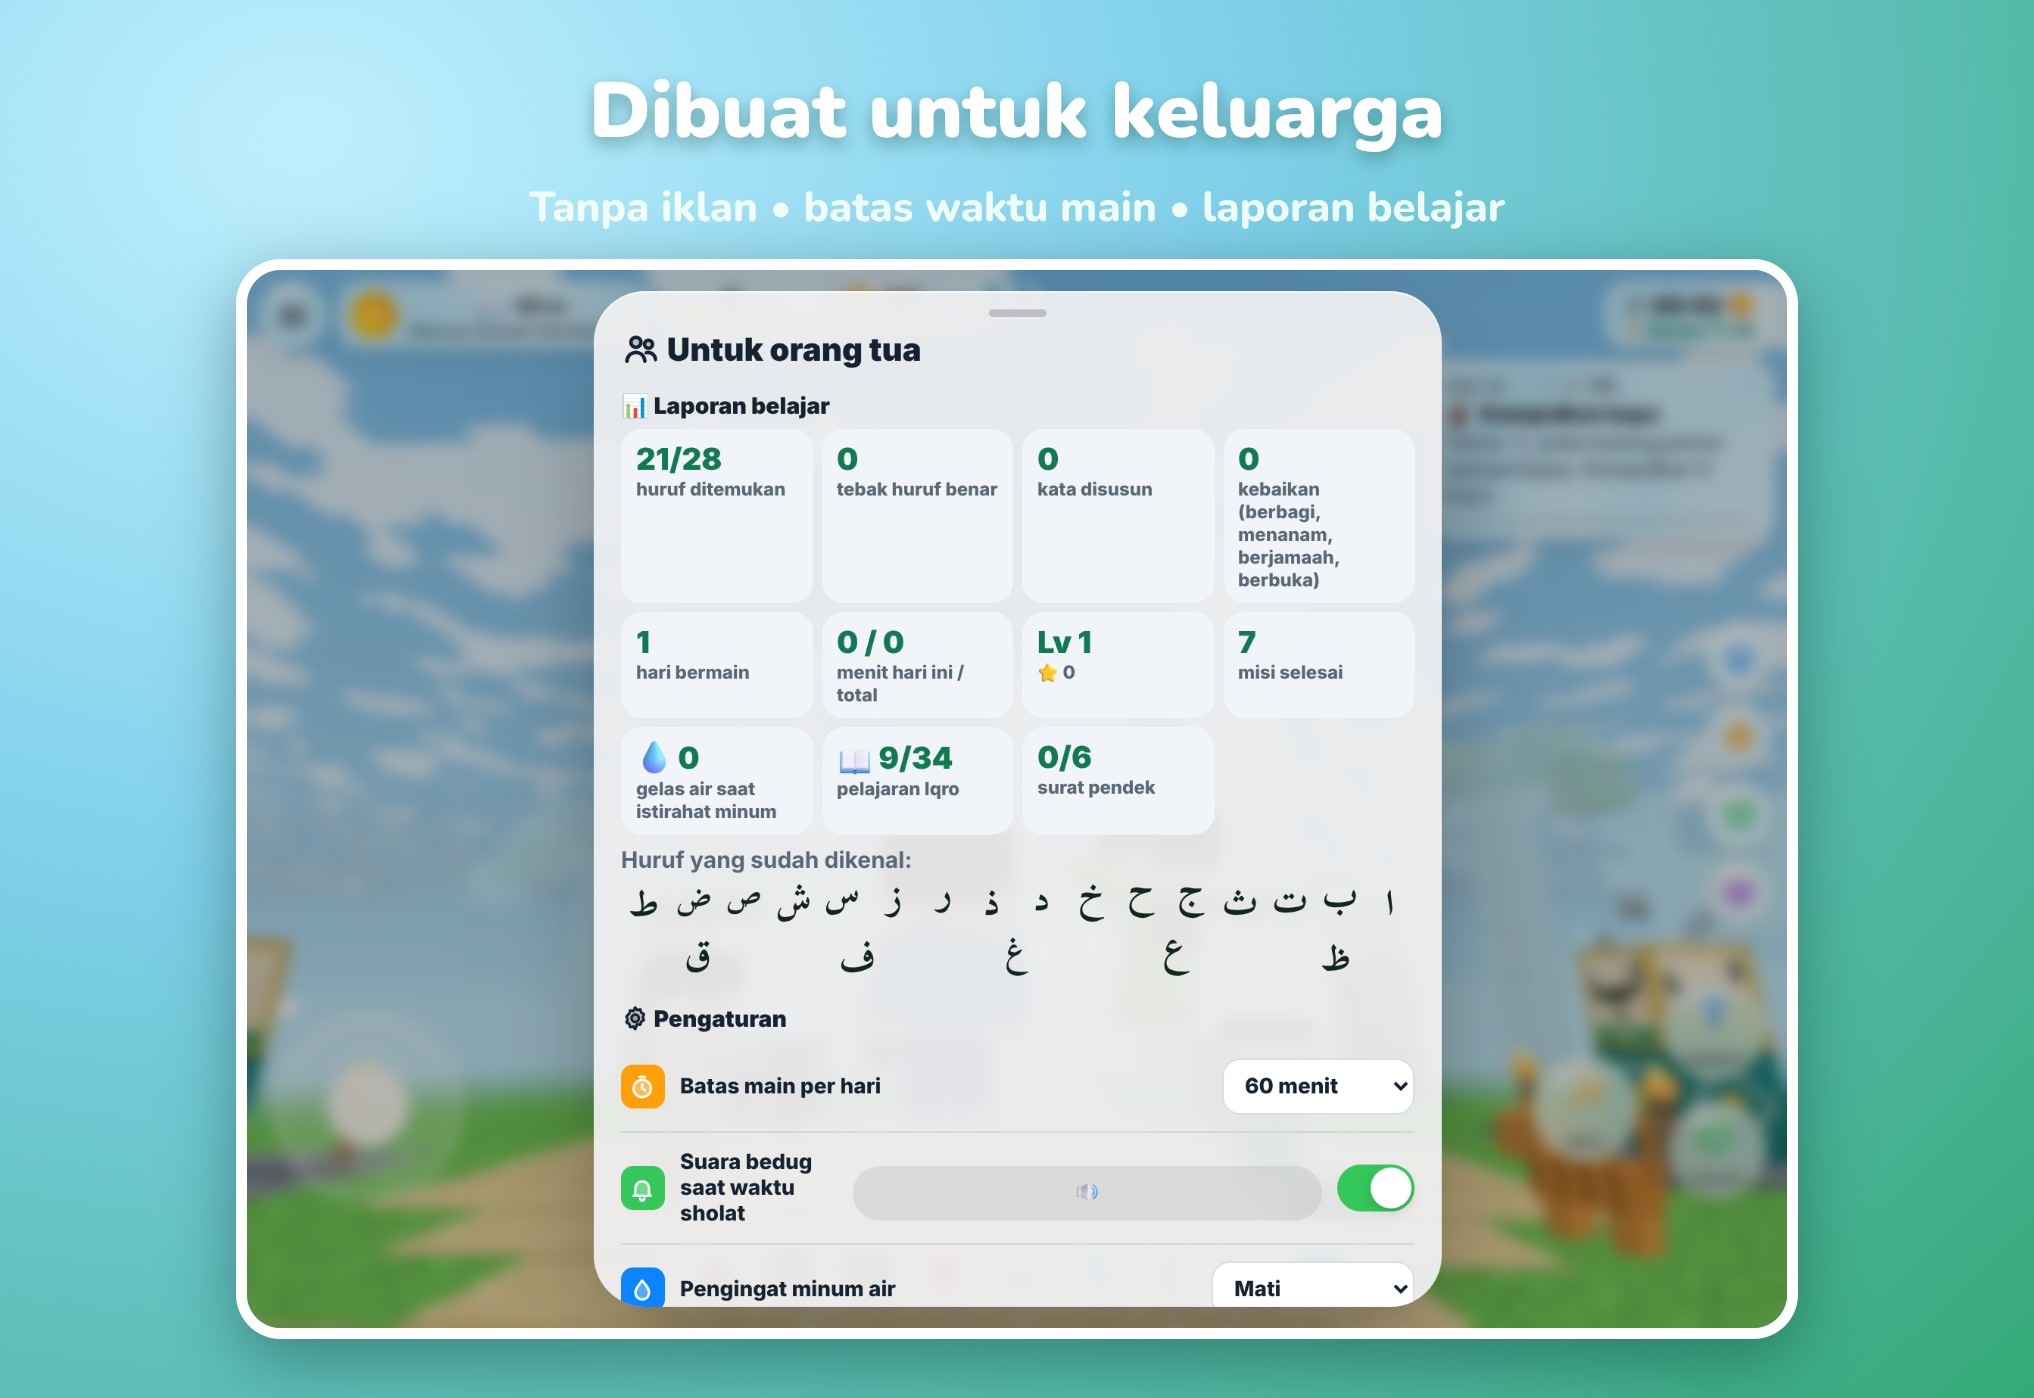 Dibuat untuk keluarga
Tanpa iklan • batas waktu main • laporan belajar
Untuk orang tua
Laporan belajar
21/28
huruf ditemukan
0
tebak huruf benar
0
kata disusun
0
kebaikan
(berbagi,
menanam,
berjamaah,
berbuka)
1
hari bermain
0 / 0
menit hari ini /
total
Lv 1
⭐ 0
7
misi selesai
0
gelas air saat
istirahat minum
9/34
pelajaran Iqro
0/6
surat pendek
Huruf yang sudah dikenal:
ا ب ت ث ج ح خ د ذ ر ز س ش ص ض ط
ظ ع غ ف ق
Pengaturan
Batas main per hari
60 menit
Suara bedug
saat waktu
sholat
Pengingat minum air
Mati